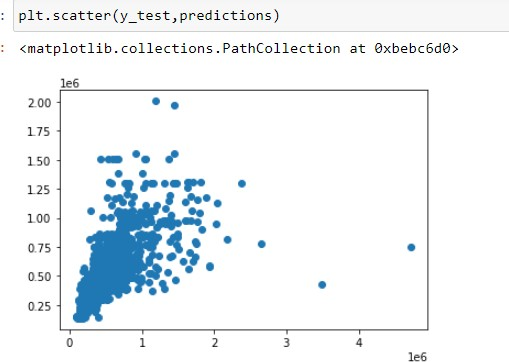 : plt.scatter(y_test,predictions)
: <matplotlib.collections.PathCollection at 0xbebc6d0>
1e6
2.00
1.75
1.50
1.25
1.00
0.75
0.50
0.25
0 1 2 3 4
1e6